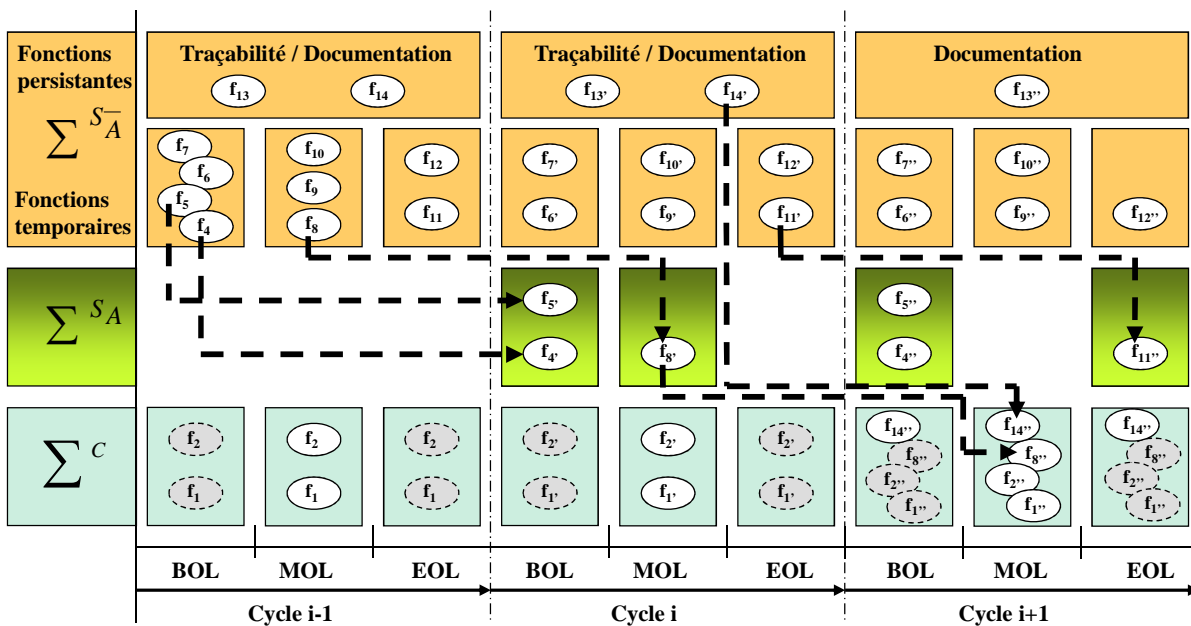 Fonctions
persistantes
∑ S_A̅
Fonctions
temporaires
∑ S_A
∑ C
Traçabilité / Documentation
f13 f14
Traçabilité / Documentation
f13' f14'
Documentation
f13''
f7
f6
f5
f4
f10
f9
f8
f12
f11
f7'
f6'
f10'
f9'
f12'
f11'
f7''
f6''
f10''
f9''
f12''
f5'
f4'
f8'
f5''
f4''
f11''
f2
f1
f2
f1
f2
f1
f2'
f1'
f2'
f1'
f2'
f1'
f14''
f8''
f2''
f1''
f14''
f8''
f2''
f1''
f14''
f8''
f2''
f1''
BOL MOL EOL BOL MOL EOL BOL MOL EOL
Cycle i-1 Cycle i Cycle i+1